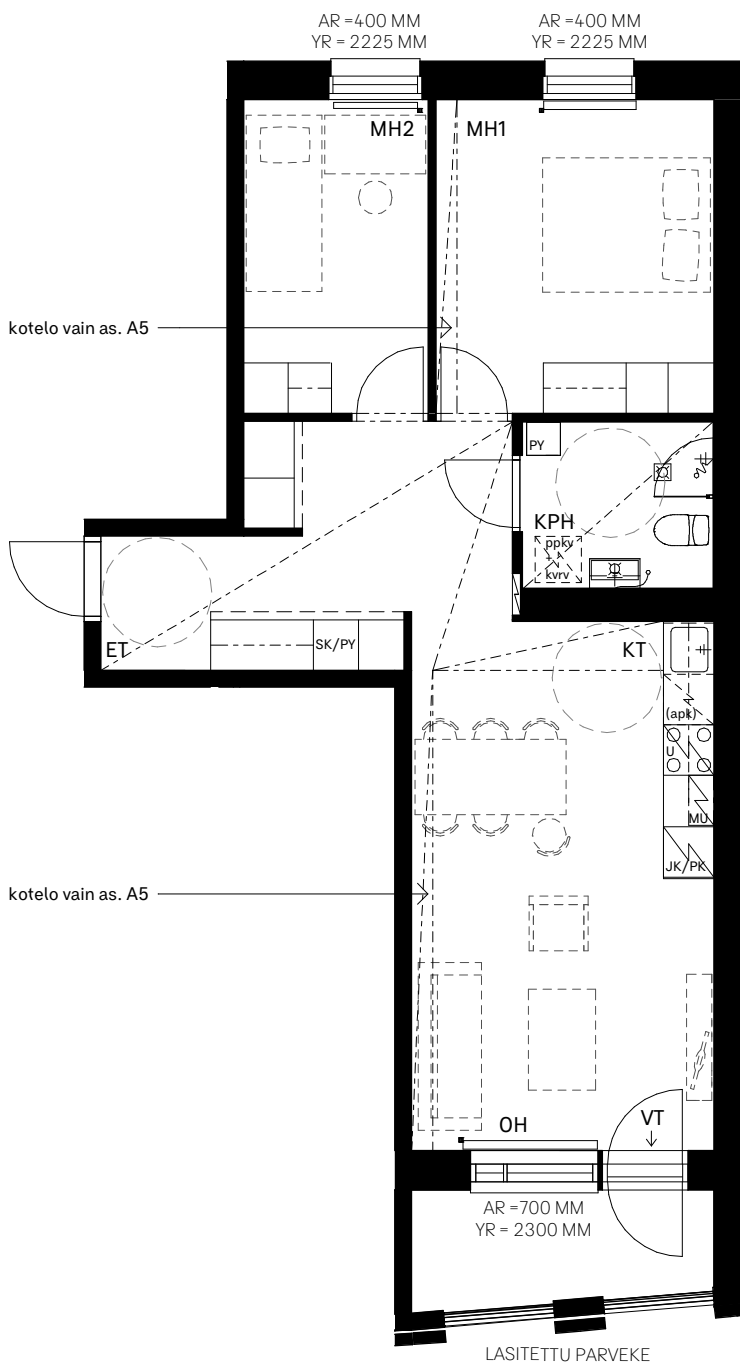 AR =400 MM
YR = 2225 MM
AR =400 MM
YR = 2225 MM
MH2
MH1
kotelo vain as. A5
PY
KPH
ppkv
+
kvrv
ET
SK/PY
KT
(apk)
U
MU
JK/PK
kotelo vain as. A5
OH
VT
AR =700 MM
YR = 2300 MM
LASITETTU PARVEKE